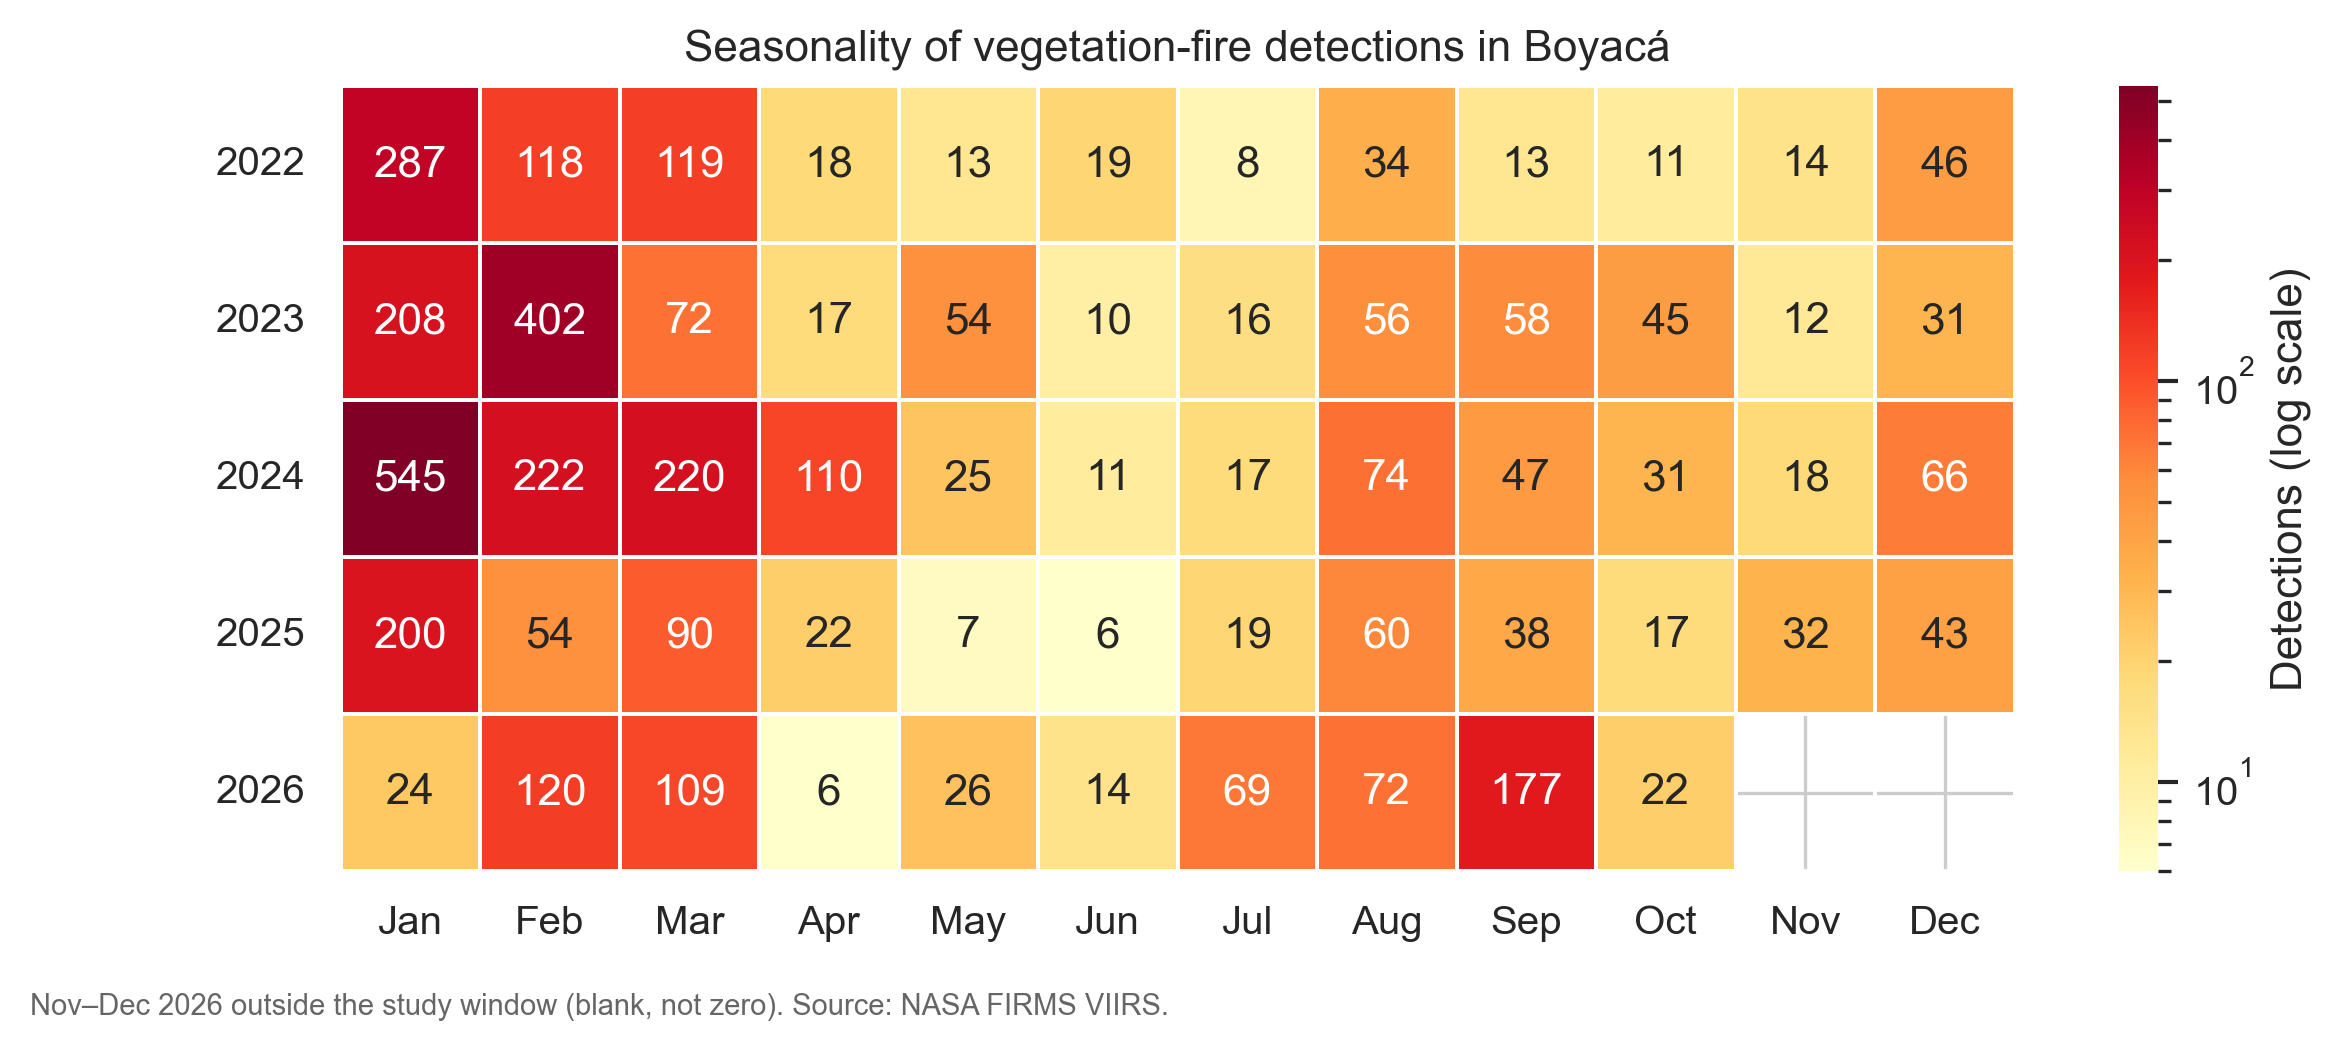 Seasonality of vegetation-fire detections in Boyacá
2022 287 118 119 18 13 19 8 34 13 11 14 46
2023 208 402 72 17 54 10 16 56 58 45 12 31
2024 545 222 220 110 25 11 17 74 47 31 18 66
2025 200 54 90 22 7 6 19 60 38 17 32 43
2026 24 120 109 6 26 14 69 72 177 22
Jan Feb Mar Apr May Jun Jul Aug Sep Oct Nov Dec
10²
10¹
Detections (log scale)
Nov–Dec 2026 outside the study window (blank, not zero). Source: NASA FIRMS VIIRS.